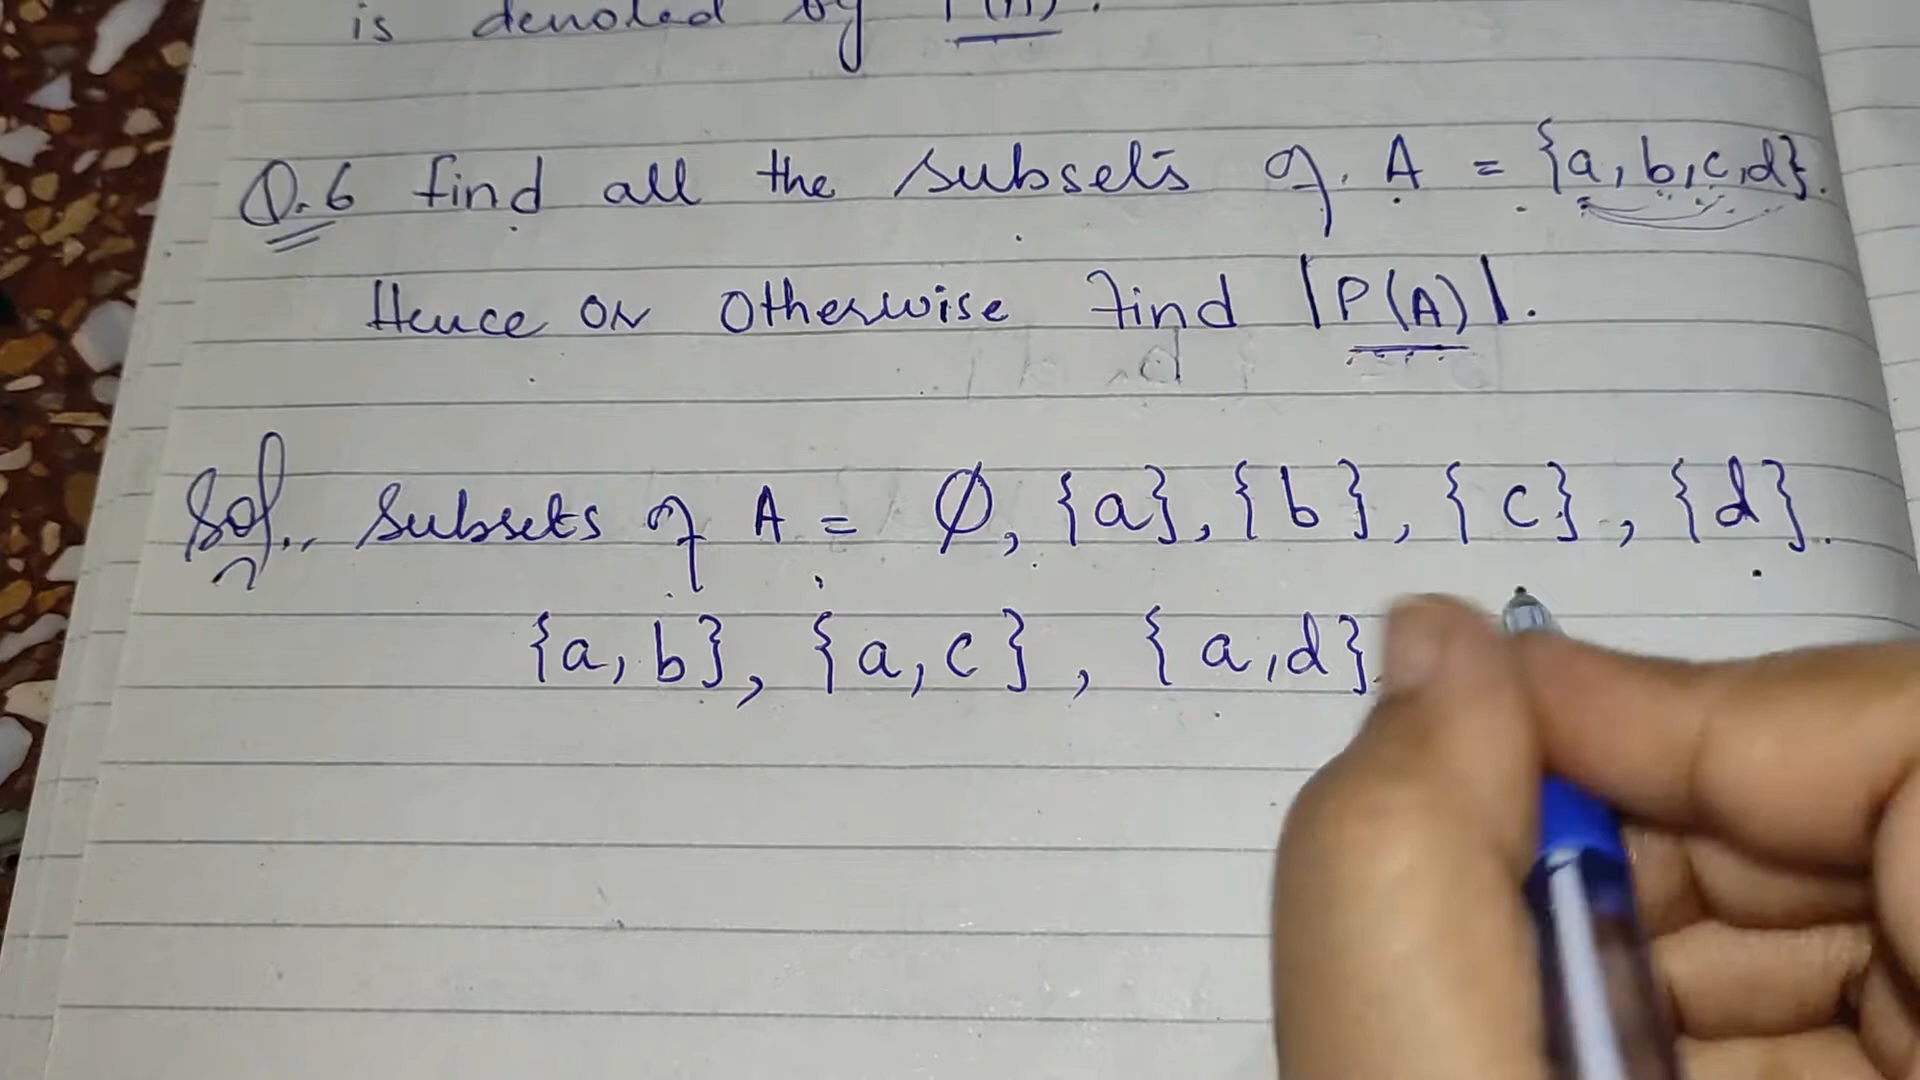 is denoted by P(A).
Q.6 find all the subsets of A = {a, b, c, d}.
Hence or Otherwise find |P(A)|.
Sol. Subsets of A = Ø, {a}, {b}, {c}, {d}.
{a, b}, {a, c}, {a, d}